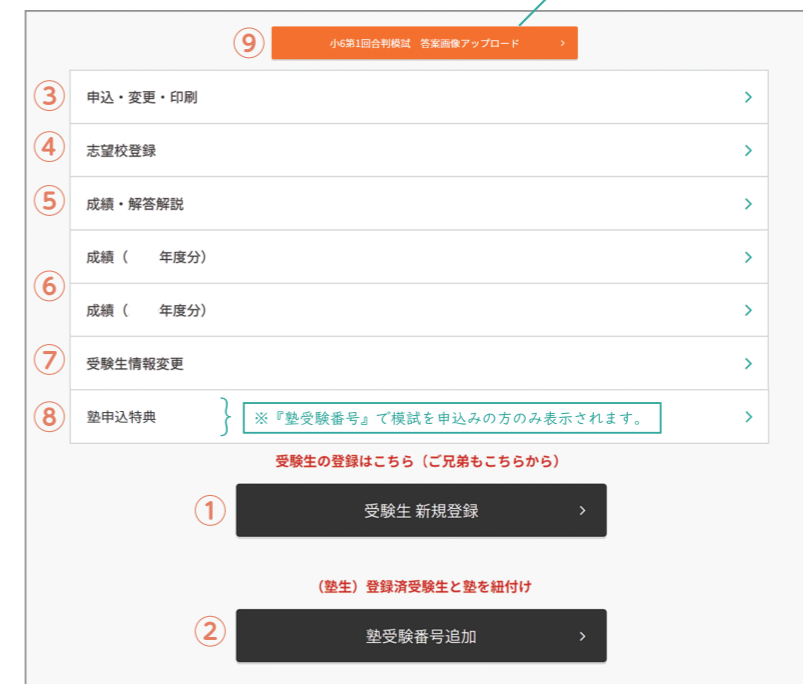 ⑨ 小6第1回合判模試 答案画像アップロード >
③ 申込・変更・印刷 >
④ 志望校登録 >
⑤ 成績・解答解説 >
成績（　　年度分） >
⑥
成績（　　年度分） >
⑦ 受験生情報変更 >
⑧ 塾申込特典 ※『塾受験番号』で模試を申込みの方のみ表示されます。 >
受験生の登録はこちら（ご兄弟もこちらから）
① 受験生 新規登録 >
（塾生）登録済受験生と塾を紐付け
② 塾受験番号追加 >